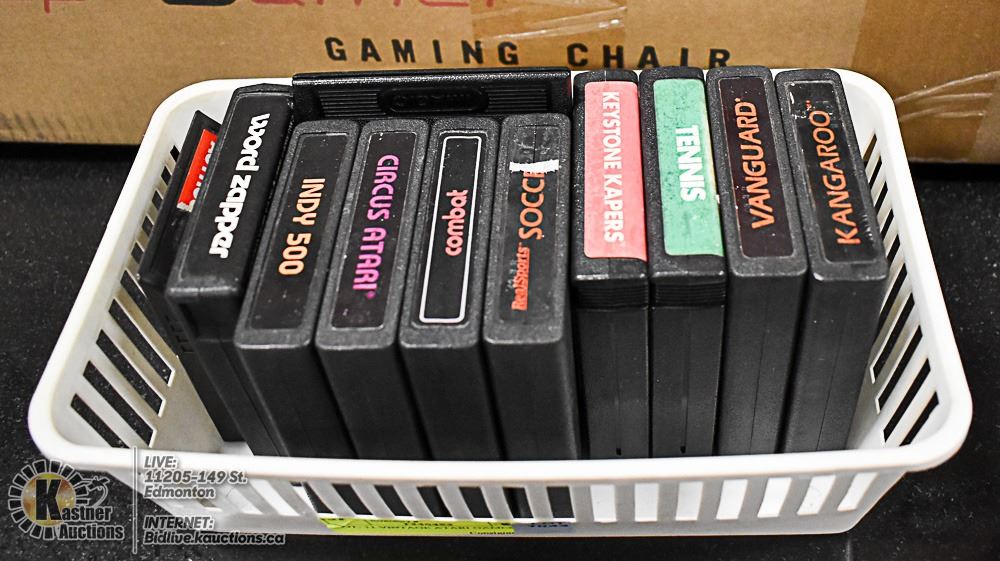 GAMING CHAIR
word zapper
INDY 500
CIRCUS ATARI
combat
RealSports SOCCE
KEYSTONE KAPERS
TENNIS
VANGUARD
KANGAROO
Kastner
Auctions
LIVE:
11205-149 St.
Edmonton
INTERNET:
Bidlive.kauctions.ca